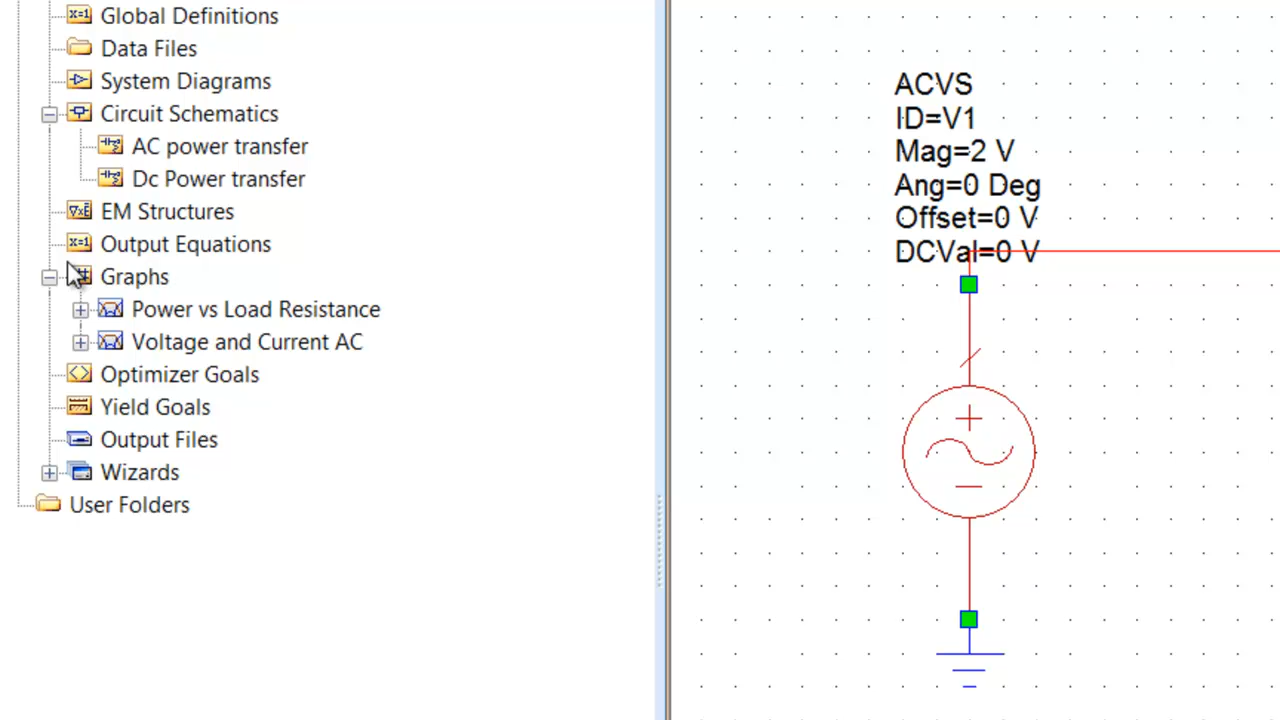 Global Definitions
Data Files
System Diagrams
Circuit Schematics
AC power transfer
Dc Power transfer
EM Structures
Output Equations
Graphs
Power vs Load Resistance
Voltage and Current AC
Optimizer Goals
Yield Goals
Output Files
Wizards
User Folders
ACVS
ID=V1
Mag=2 V
Ang=0 Deg
Offset=0 V
DCVal=0 V